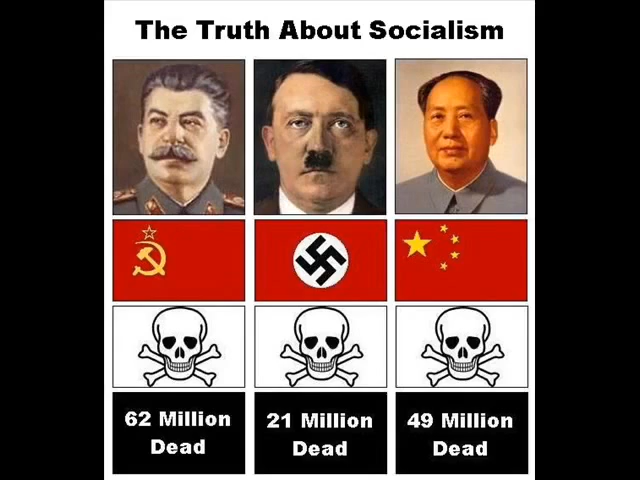 The Truth About Socialism
62 Million
Dead
21 Million
Dead
49 Million
Dead